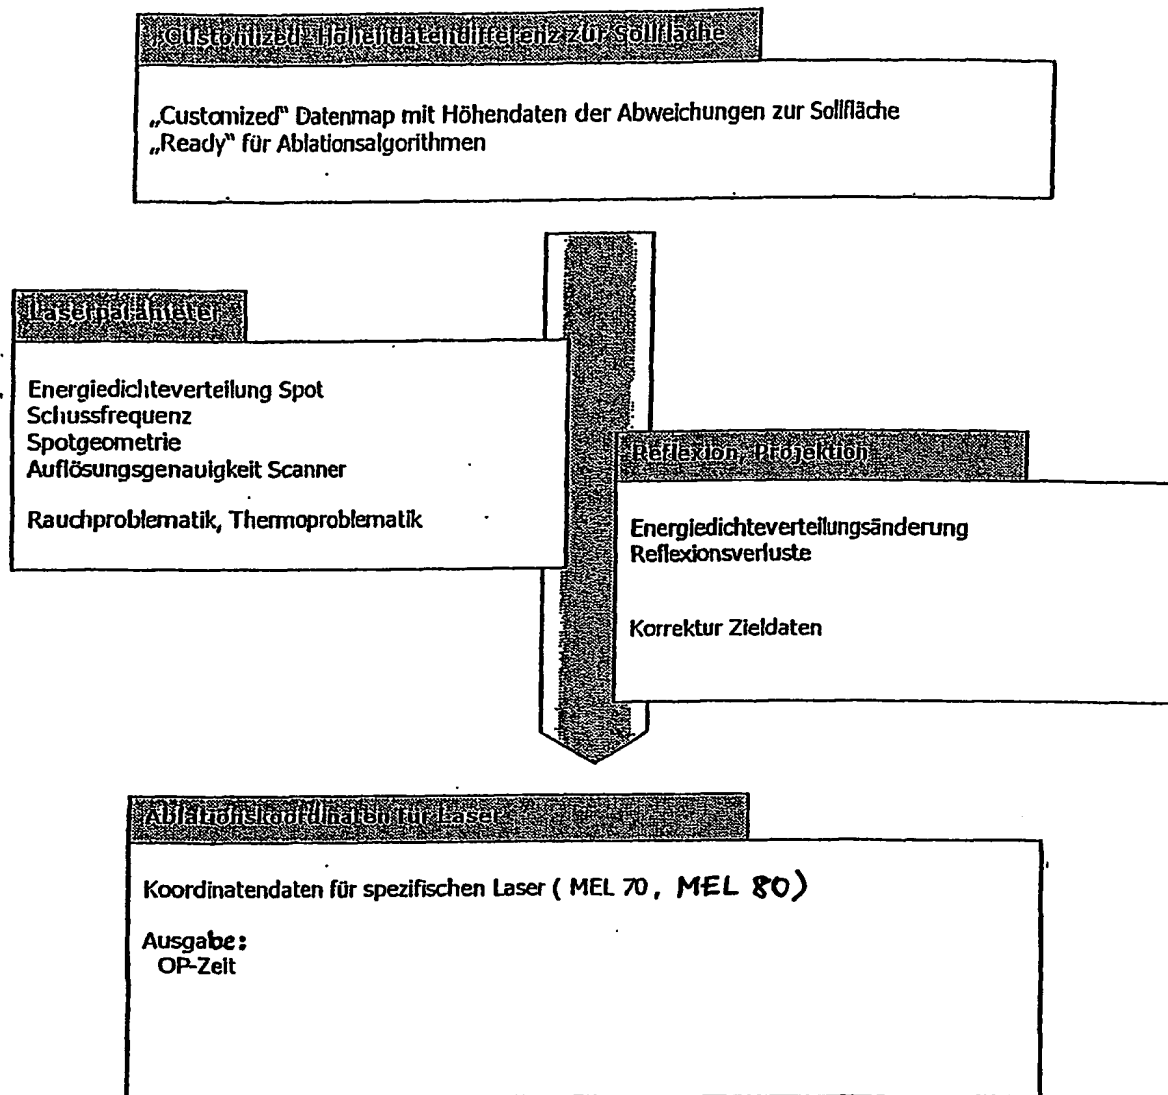 „Customized" Höhendatendifferenz zur Sollfläche
„Customized" Datenmap mit Höhendaten der Abweichungen zur Sollfläche
„Ready" für Ablationsalgorithmen
Laserparameter
Energiedichteverteilung Spot
Schussfrequenz
Spotgeometrie
Auflösungsgenauigkeit Scanner
Rauchproblematik, Thermoproblematik
Reflexion, Projektion
Energiedichteverteilungsänderung
Reflexionsverluste
Korrektur Zieldaten
Ablationskoordinaten für Laser
Koordinatendaten für spezifischen Laser ( MEL 70, MEL 80)
Ausgabe:
OP-Zeit